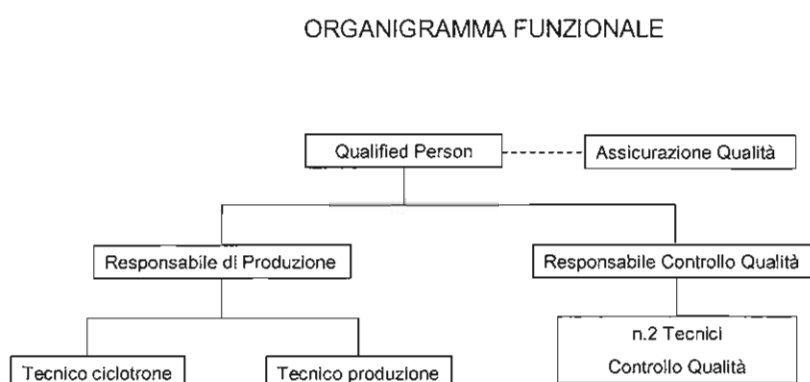 ORGANIGRAMMA FUNZIONALE
Qualified Person
Assicurazione Qualità
Responsabile di Produzione
Responsabile Controllo Qualità
n.2 Tecnici
Controllo Qualità
Tecnico ciclotrone
Tecnico produzione